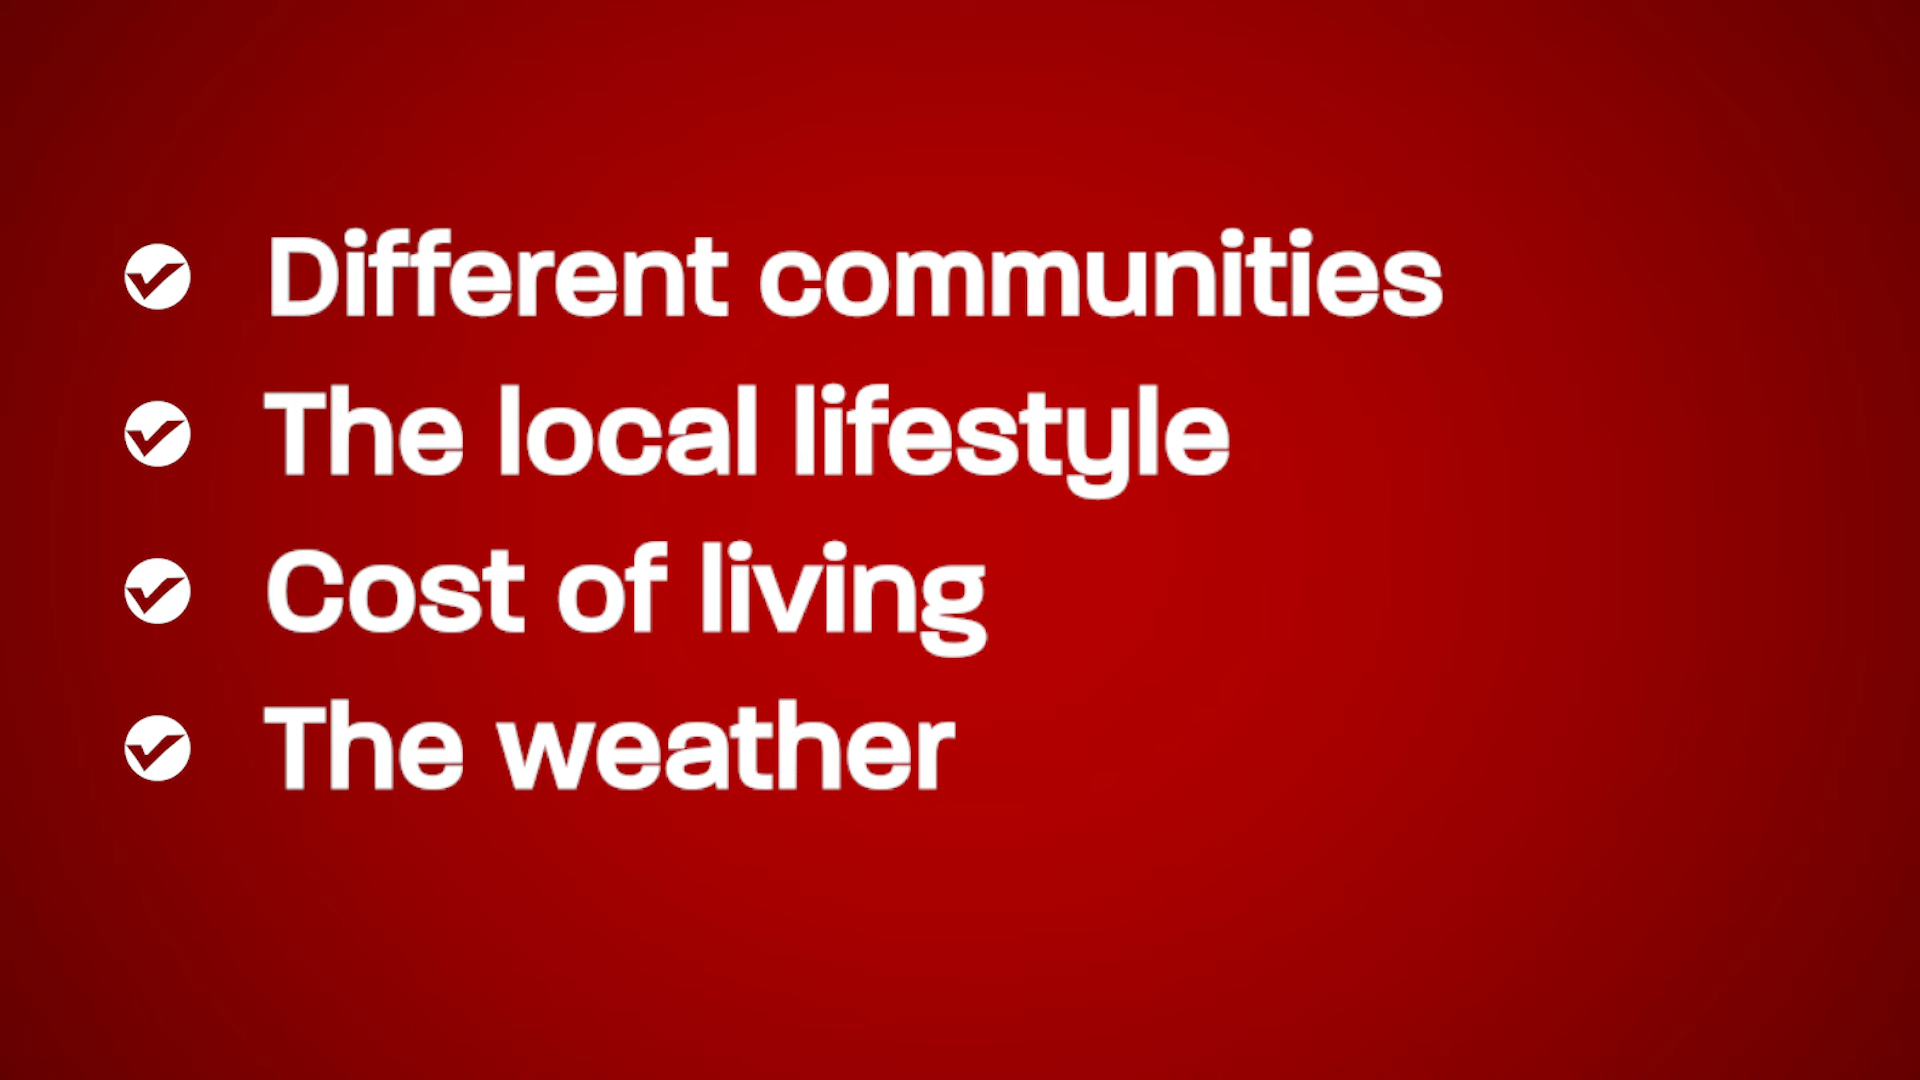 Different communities
The local lifestyle
Cost of living
The weather